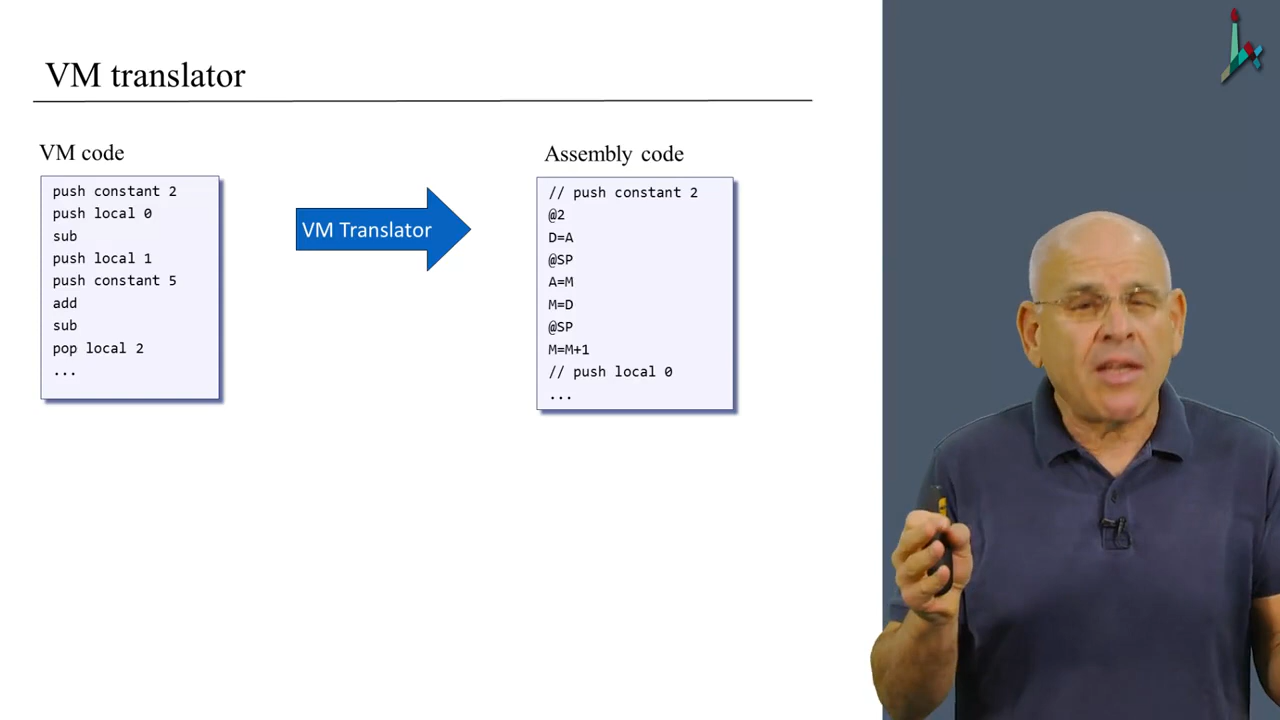 VM translator
VM code
push constant 2
push local 0
sub
push local 1
push constant 5
add
sub
pop local 2
...
VM Translator
Assembly code
// push constant 2
@2
D=A
@SP
A=M
M=D
@SP
M=M+1
// push local 0
...